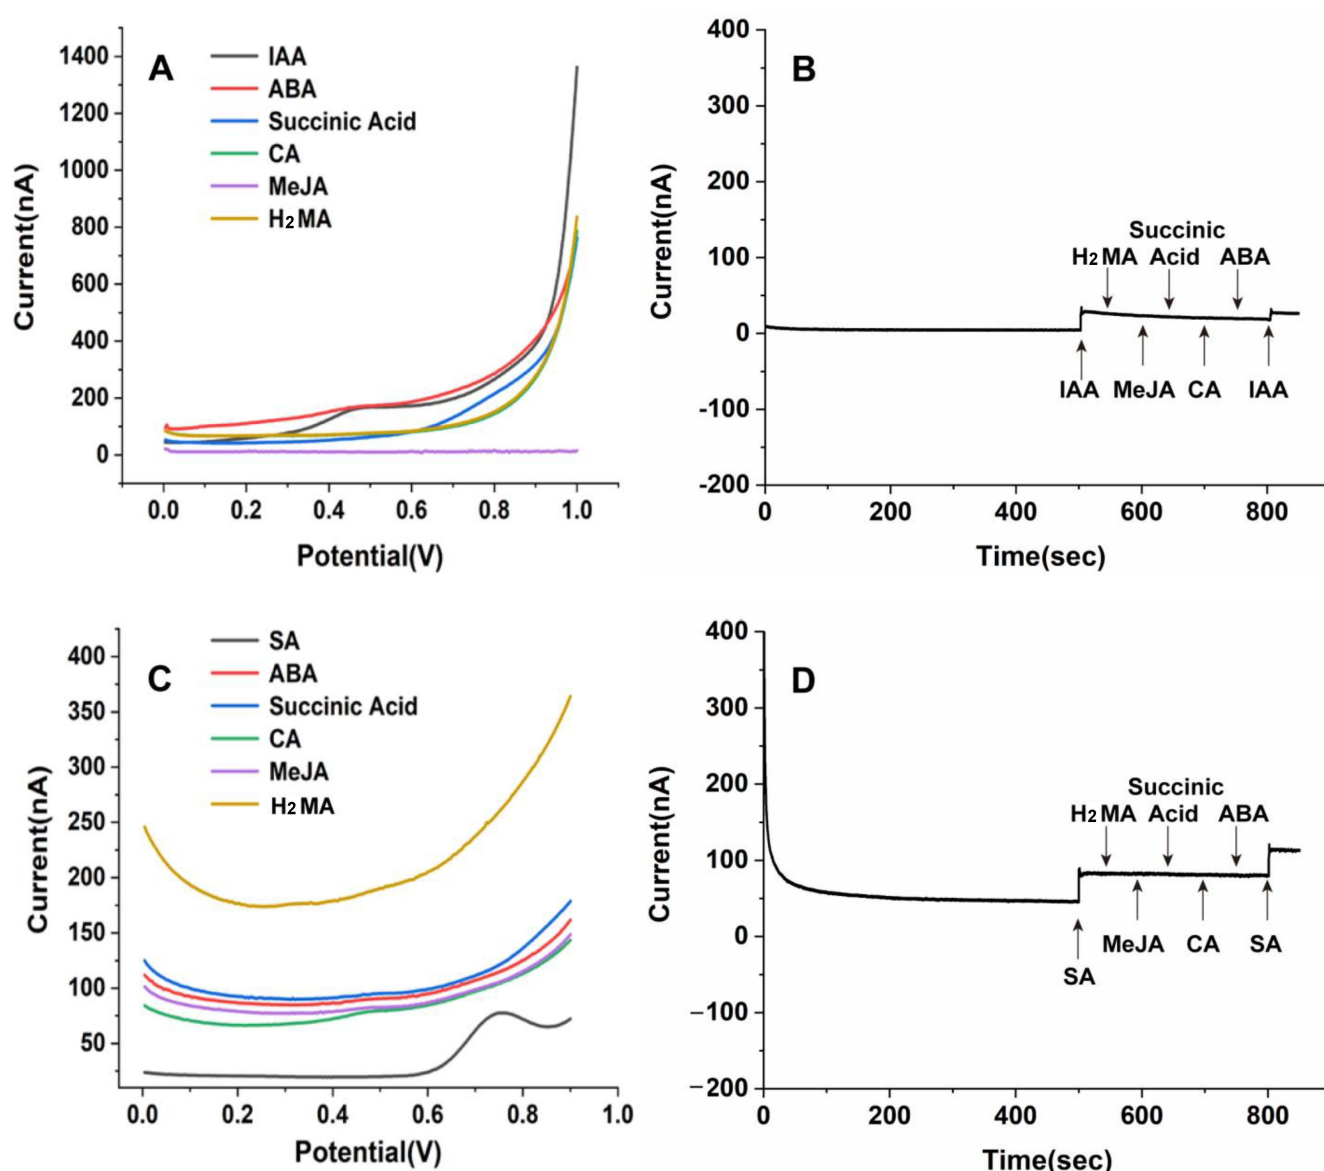 A
IAA
ABA
Succinic Acid
CA
MeJA
H2MA
1400
1200
1000
800
600
400
200
0
Current(nA)
0.0 0.2 0.4 0.6 0.8 1.0
Potential(V)
B
400
300
200
100
0
-100
-200
Current(nA)
Succinic
H2MA Acid ABA
IAA MeJA CA IAA
0 200 400 600 800
Time(sec)
C
SA
ABA
Succinic Acid
CA
MeJA
H2MA
400
350
300
250
200
150
100
50
Current(nA)
0.0 0.2 0.4 0.6 0.8 1.0
Potential(V)
D
400
300
200
100
0
−100
−200
Current(nA)
Succinic
H2MA Acid ABA
MeJA CA SA
SA
0 200 400 600 800
Time(sec)